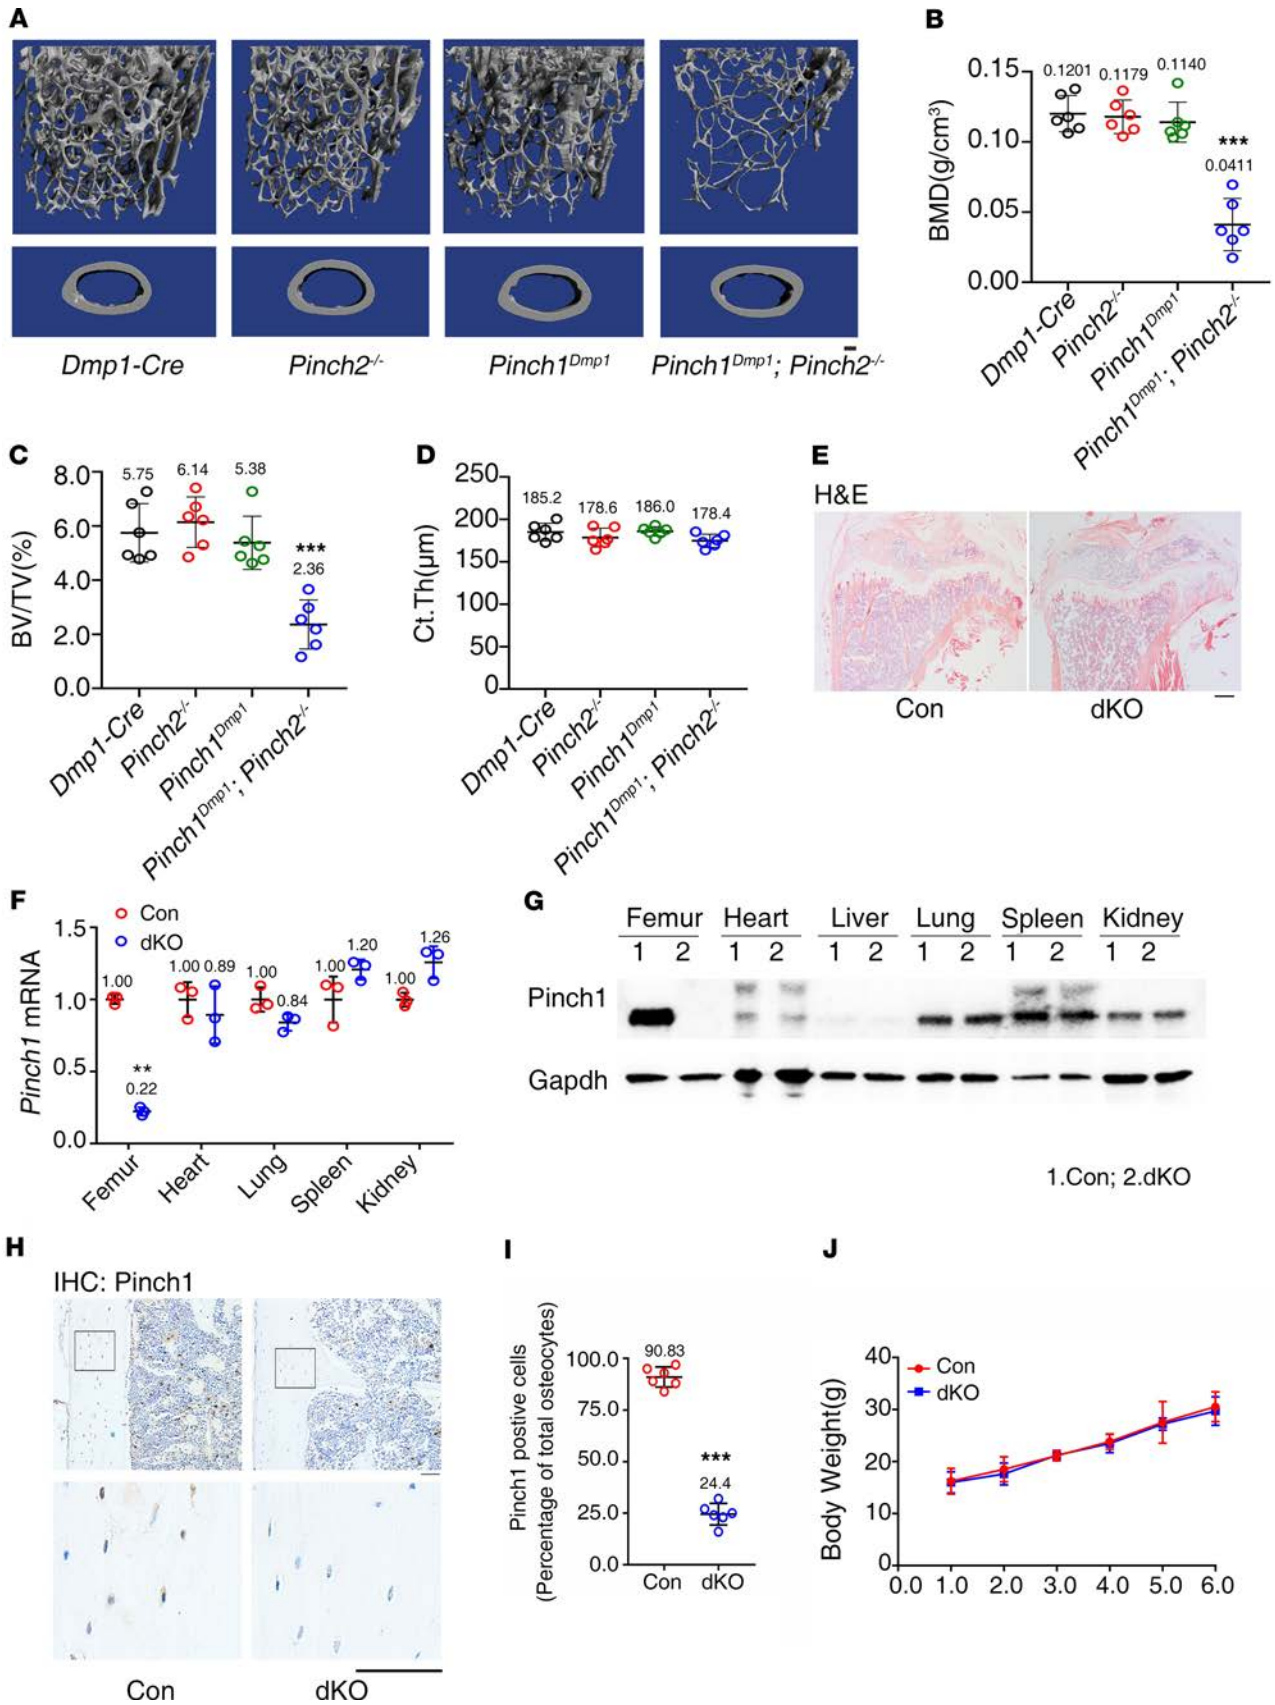 A
Dmp1-Cre
Pinch2-/-
Pinch1Dmp1
Pinch1Dmp1; Pinch2-/-
B
BMD(g/cm3)
0.15
0.10
0.05
0.00
0.1201
0.1179
0.1140
***
0.0411
Dmp1-Cre
Pinch2-/-
Pinch1Dmp1
Pinch1Dmp1; Pinch2-/-
C
BV/TV(%)
8.0
6.0
4.0
2.0
0.0
5.75
6.14
5.38
***
2.36
Dmp1-Cre
Pinch2-/-
Pinch1Dmp1
Pinch1Dmp1; Pinch2-/-
D
Ct.Th(µm)
250
200
150
100
50
0
185.2
178.6
186.0
178.4
Dmp1-Cre
Pinch2-/-
Pinch1Dmp1
Pinch1Dmp1; Pinch2-/-
E
H&E
Con
dKO
F
Con
dKO
Pinch1 mRNA
1.5
1.0
0.5
0.0
1.00
**
0.22
1.00
0.89
1.00
0.84
1.00
1.20
1.00
1.26
Femur
Heart
Lung
Spleen
Kidney
G
Femur Heart Liver Lung Spleen Kidney
1 2 1 2 1 2 1 2 1 2 1 2
Pinch1
Gapdh
1.Con; 2.dKO
H
IHC: Pinch1
Con
dKO
I
Pinch1 postive cells
(Percentage of total osteocytes)
100.0
75.0
50.0
25.0
0.0
90.83
***
24.4
Con
dKO
J
Con
dKO
Body Weight(g)
40
30
20
10
0
0.0 1.0 2.0 3.0 4.0 5.0 6.0